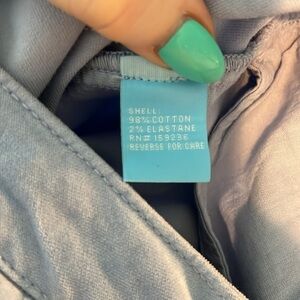 SHELL:
98% COTTON
2% ELASTANE
RN# 159236
REVERSE FOR CARE